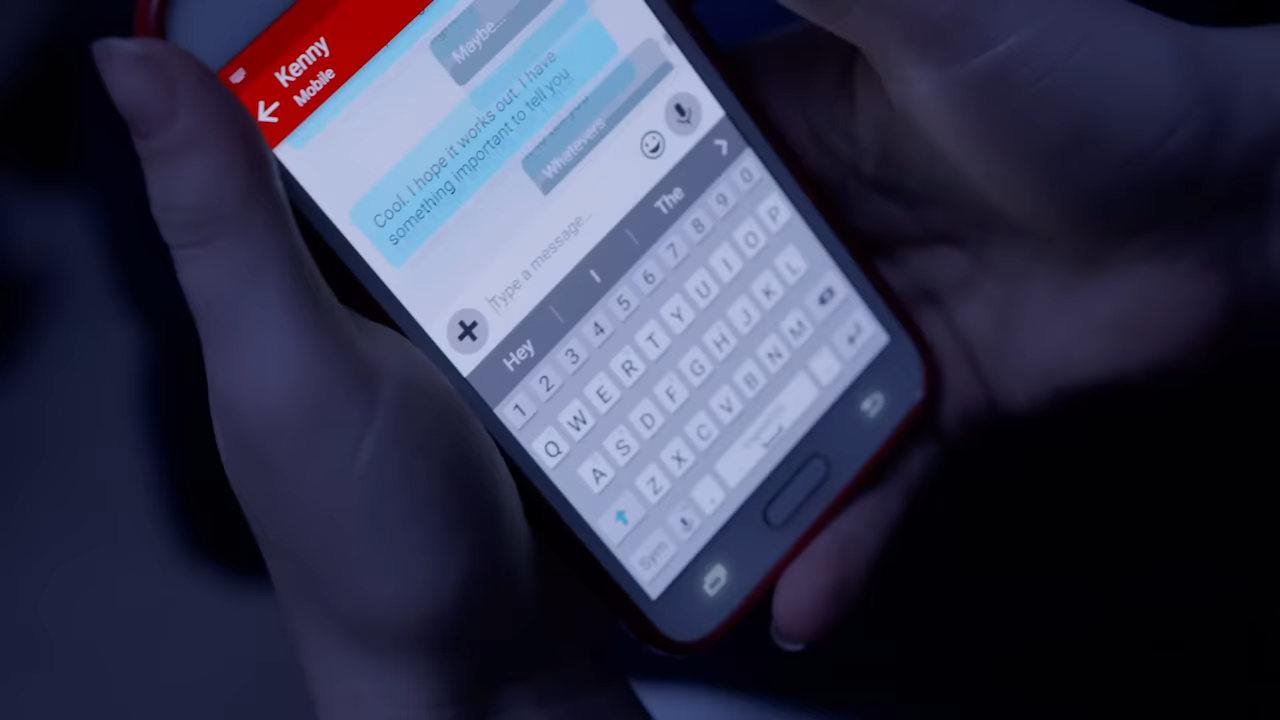 Kenny
Mobile
Maybe...
Cool. I hope it works out. I have
something important to tell you
Whatevers
Type a message...
Hey
I
The
1 2 3 4 5 6 7 8 9 0
Q W E R T Y U I O P
A S D F G H J K L
Z X C V B N M
Sym , .